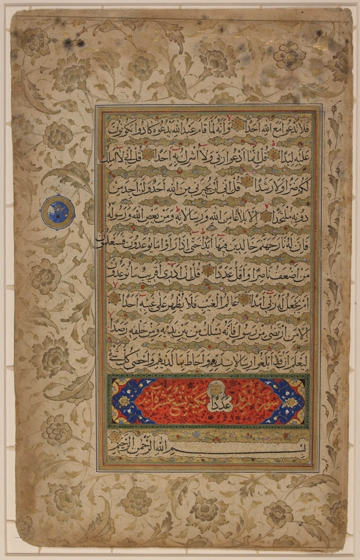 فلا تدعوا مع الله احدا وانه لما قام عبد الله يدعوه كادوا يكونون
عليه لبدا قل انما ادعوا ربي ولا اشرك به احدا قل اني لا املك
لكم ضرا ولا رشدا قل اني لن يجيرني من الله احد ولن اجد من
دونه ملتحدا الا بلاغا من الله ورسالاته ومن يعص الله ورسوله
فان له نار جهنم خالدين فيها ابدا حتى اذا راوا ما يوعدون فسيعلمون
من اضعف ناصرا واقل عددا قل ان ادري اقريب ما توعدون
ام يجعل له ربي امدا عالم الغيب فلا يظهر على غيبه احدا
الا من ارتضى من رسول فانه يسلك من بين يديه ومن خلفه رصدا
ليعلم ان قد ابلغوا رسالات ربهم واحاط بما لديهم واحصى كل شيء
سورة عددا مكية
بسم الله الرحمن الرحيم